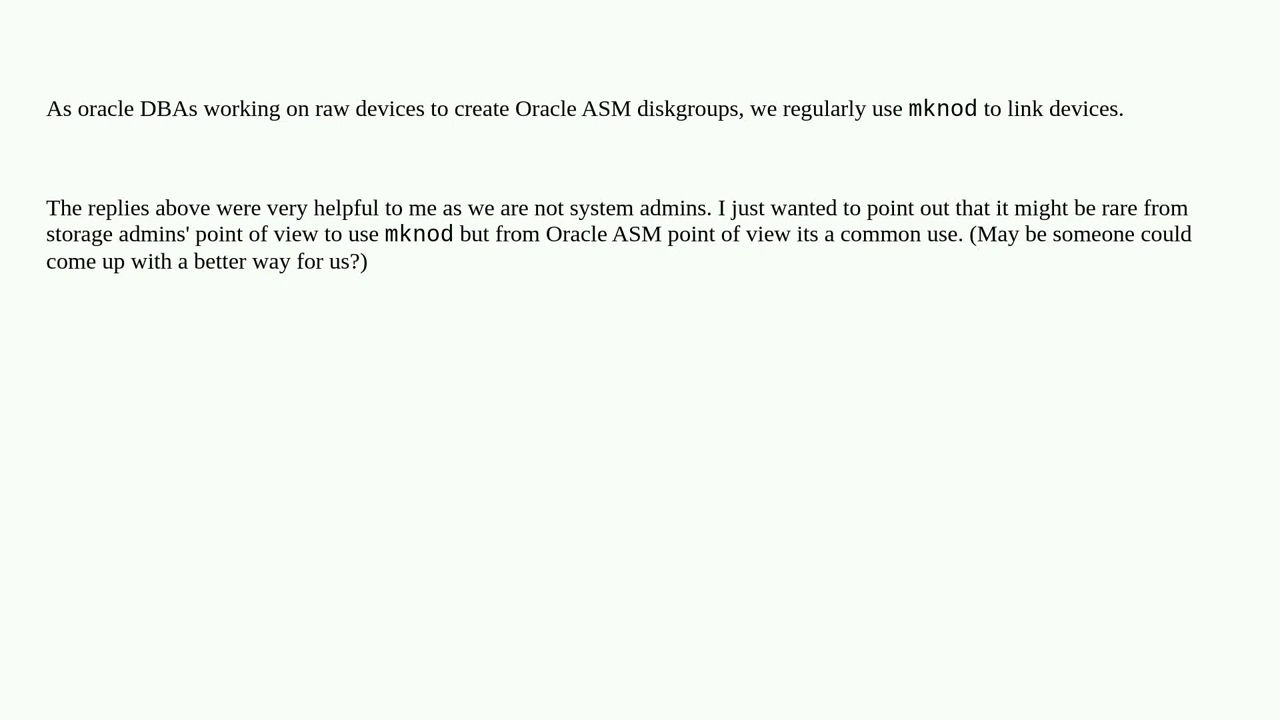 As oracle DBAs working on raw devices to create Oracle ASM diskgroups, we regularly use mknod to link devices.
The replies above were very helpful to me as we are not system admins. I just wanted to point out that it might be rare from
storage admins' point of view to use mknod but from Oracle ASM point of view its a common use. (May be someone could
come up with a better way for us?)